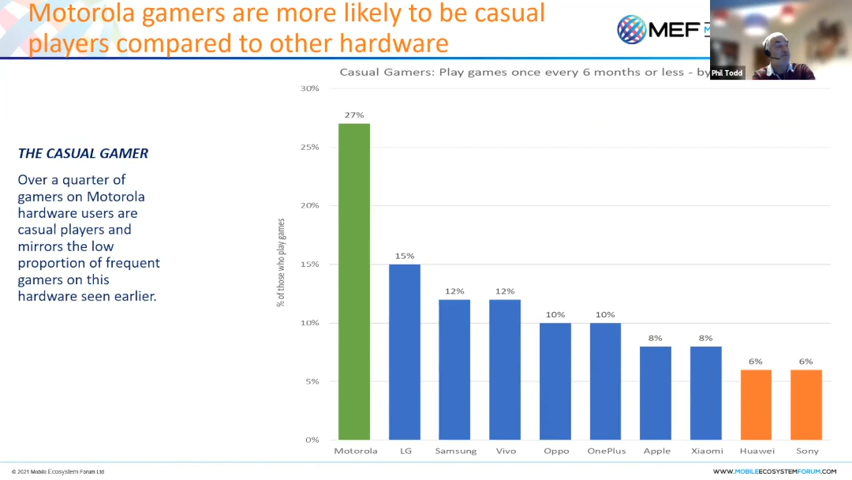 Motorola gamers are more likely to be casual
players compared to other hardware
MEF
Phil Todd
Casual Gamers: Play games once every 6 months or less - by
THE CASUAL GAMER
Over a quarter of
gamers on Motorola
hardware users are
casual players and
mirrors the low
proportion of frequent
gamers on this
hardware seen earlier.
% of those who play games
30%
25%
20%
15%
10%
5%
0%
27%
15%
12%
12%
10%
10%
8%
8%
6%
6%
Motorola LG Samsung Vivo Oppo OnePlus Apple Xiaomi Huawei Sony
© 2021 Mobile Ecosystem Forum Ltd
WWW.MOBILEECOSYSTEMFORUM.COM